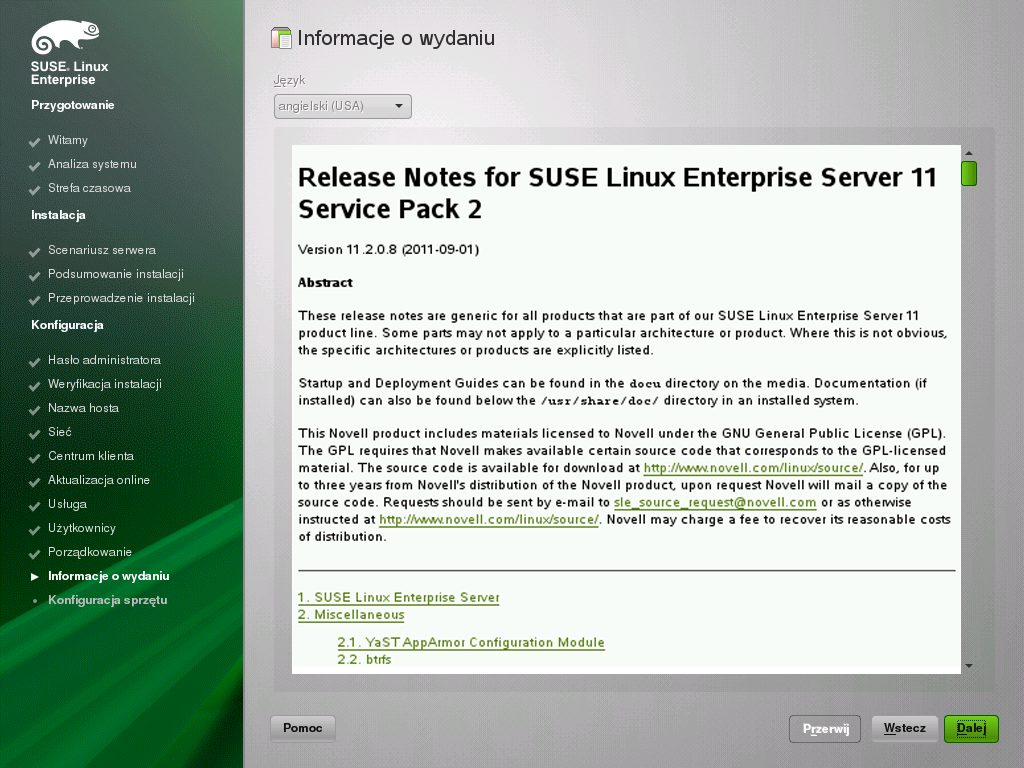 SUSE® Linux
Enterprise
Przygotowanie
Witamy
Analiza systemu
Strefa czasowa
Instalacja
Scenariusz serwera
Podsumowanie instalacji
Przeprowadzenie instalacji
Konfiguracja
Hasło administratora
Weryfikacja instalacji
Nazwa hosta
Sieć
Centrum klienta
Aktualizacja online
Usługa
Użytkownicy
Porządkowanie
Informacje o wydaniu
Konfiguracja sprzętu
Informacje o wydaniu
Język
angielski (USA)
Release Notes for SUSE Linux Enterprise Server 11
Service Pack 2
Version 11.2.0.8 (2011-09-01)
Abstract
These release notes are generic for all products that are part of our SUSE Linux Enterprise Server 11
product line. Some parts may not apply to a particular architecture or product. Where this is not obvious,
the specific architectures or products are explicitly listed.
Startup and Deployment Guides can be found in the docu directory on the media. Documentation (if
installed) can also be found below the /usr/share/doc/ directory in an installed system.
This Novell product includes materials licensed to Novell under the GNU General Public License (GPL).
The GPL requires that Novell makes available certain source code that corresponds to the GPL-licensed
material. The source code is available for download at http://www.novell.com/linux/source/. Also, for up
to three years from Novell's distribution of the Novell product, upon request Novell will mail a copy of the
source code. Requests should be sent by e-mail to sle_source_request@novell.com or as otherwise
instructed at http://www.novell.com/linux/source/. Novell may charge a fee to recover its reasonable costs
of distribution.
1. SUSE Linux Enterprise Server
2. Miscellaneous
2.1. YaST AppArmor Configuration Module
2.2. btrfs
Pomoc
Przerwij
Wstecz
Dalej